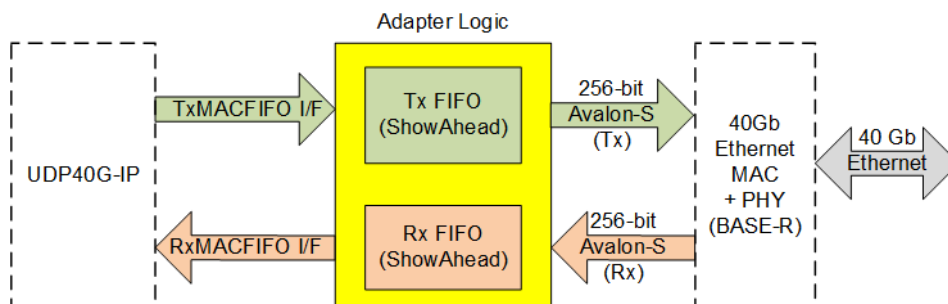 Adapter Logic
UDP40G-IP
TxMACFIFO I/F
Tx FIFO
(ShowAhead)
256-bit
Avalon-S
(Tx)
RxMACFIFO I/F
Rx FIFO
(ShowAhead)
256-bit
Avalon-S
(Rx)
40Gb
Ethernet
MAC
+ PHY
(BASE-R)
40 Gb
Ethernet